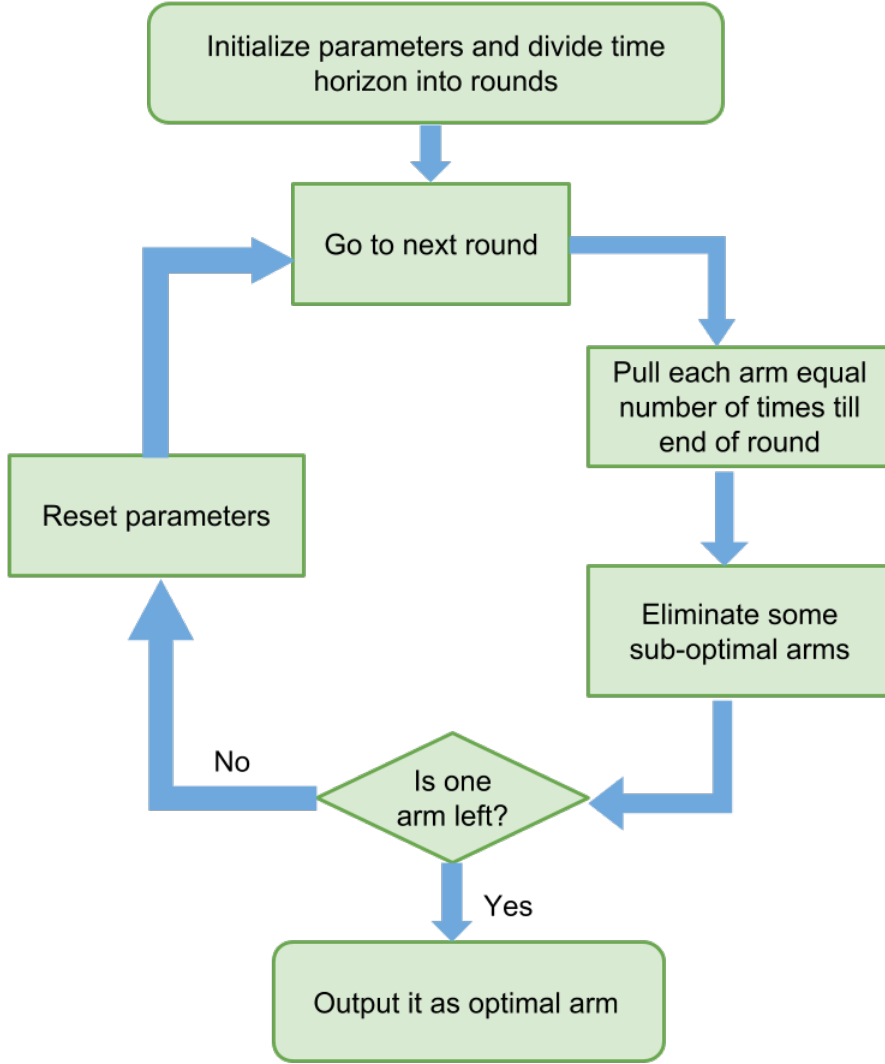 Initialize parameters and divide time
horizon into rounds
Go to next round
Pull each arm equal
number of times till
end of round
Reset parameters
Eliminate some
sub-optimal arms
No
Is one
arm left?
Yes
Output it as optimal arm